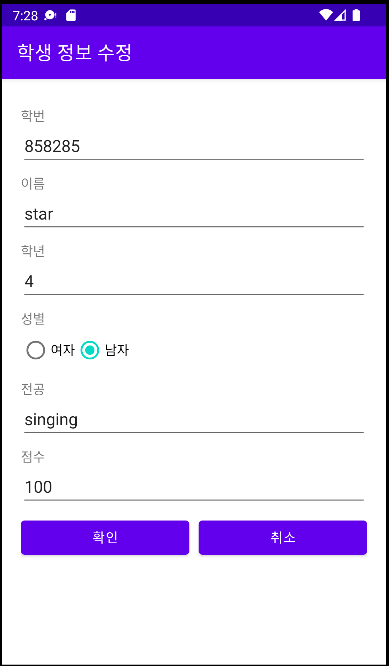 7:28
학생 정보 수정
학번
858285
이름
star
학년
4
성별
여자 남자
전공
singing
점수
100
확인 취소